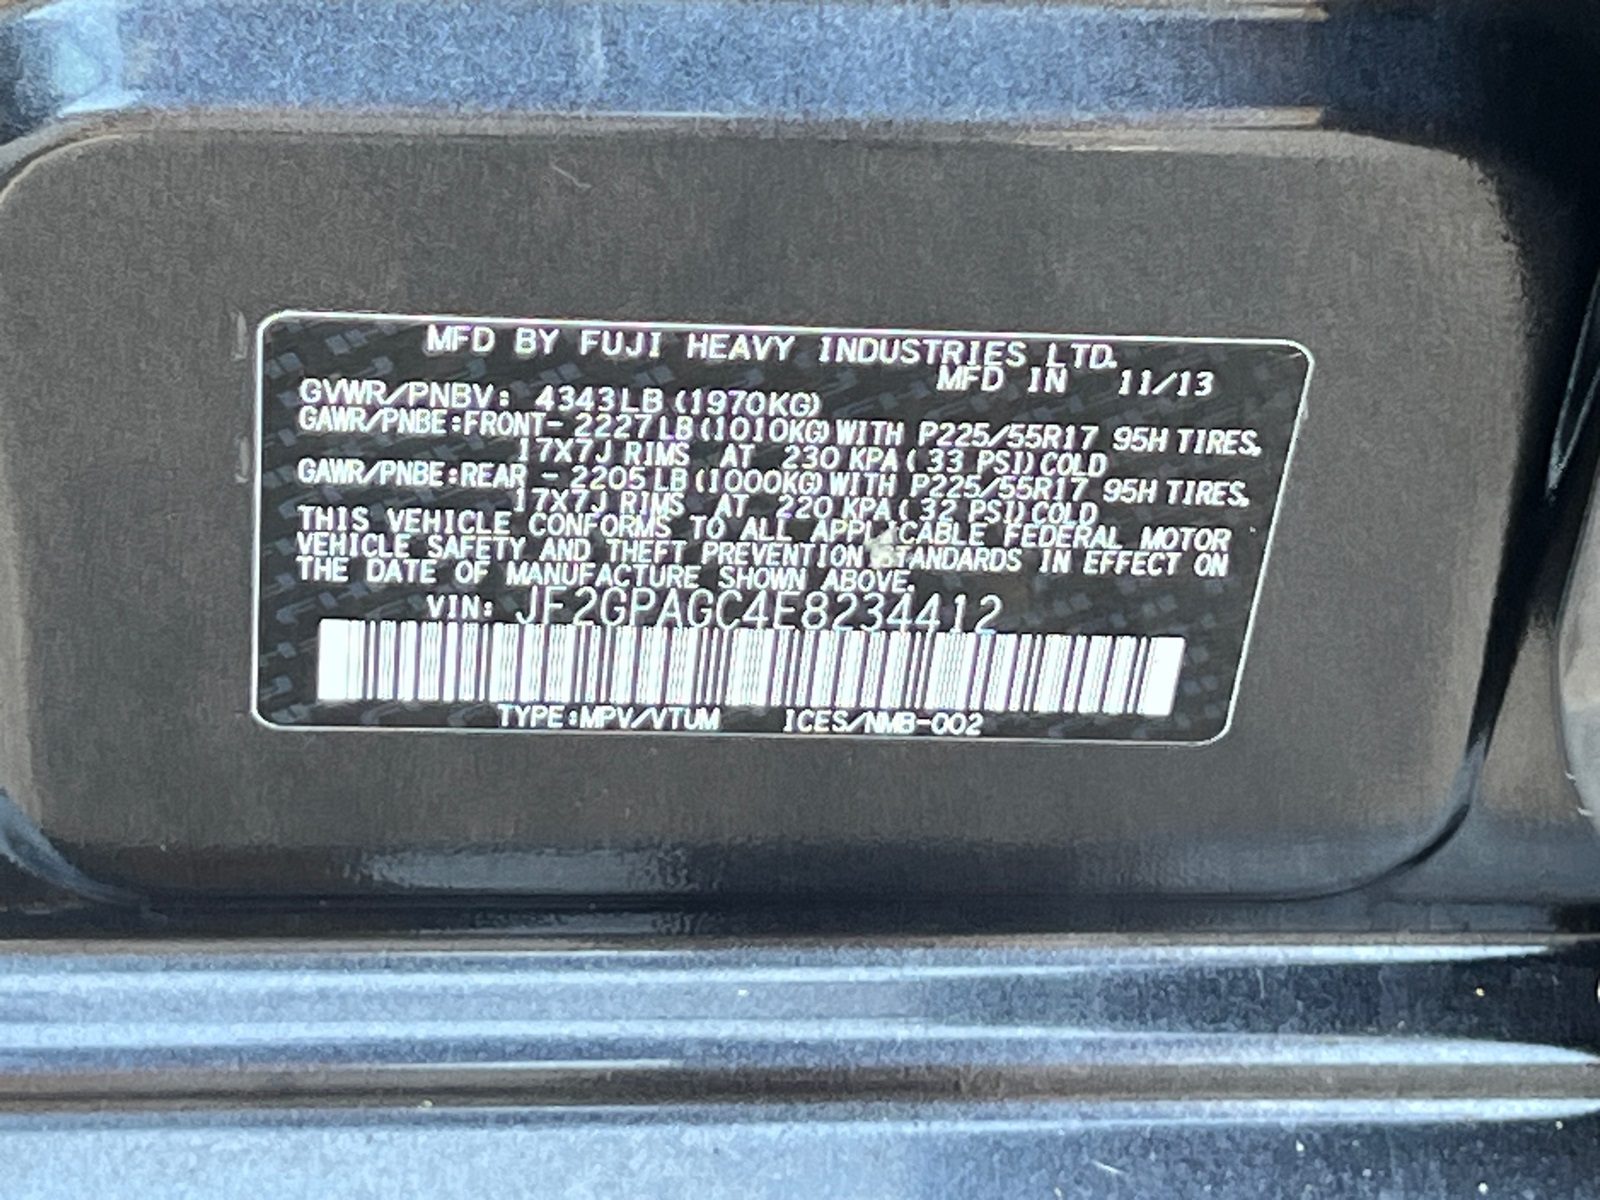 MFD BY FUJI HEAVY INDUSTRIES LTD.
MFD IN 11/13
GVWR/PNBV: 4343LB (1970KG)
GAWR/PNBE:FRONT- 2227LB (1010KG) WITH P225/55R17 95H TIRES,
17X7J RIMS AT 230 KPA ( 33 PSI) COLD
GAWR/PNBE:REAR - 2205LB (1000KG) WITH P225/55R17 95H TIRES,
17X7J RIMS AT 220 KPA ( 32 PSI) COLD
THIS VEHICLE CONFORMS TO ALL APPLICABLE FEDERAL MOTOR
VEHICLE SAFETY AND THEFT PREVENTION STANDARDS IN EFFECT ON
THE DATE OF MANUFACTURE SHOWN ABOVE.
VIN: JF2GPAGC4E8234412
TYPE:MPV/VTUM ICES/NMB-002